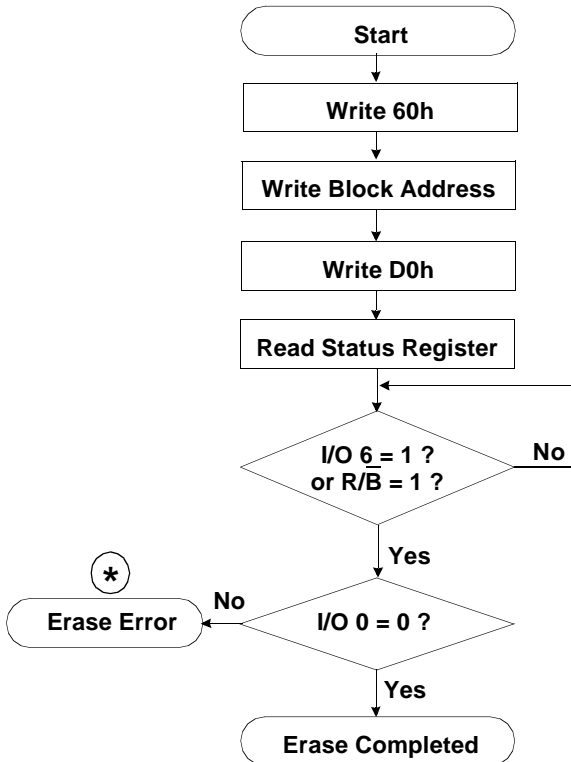 Start
Write 60h
Write Block Address
Write D0h
Read Status Register
I/O 6 = 1 ?
or R/B̅ = 1 ?
No
Yes
*
No
Erase Error
I/O 0 = 0 ?
Yes
Erase Completed